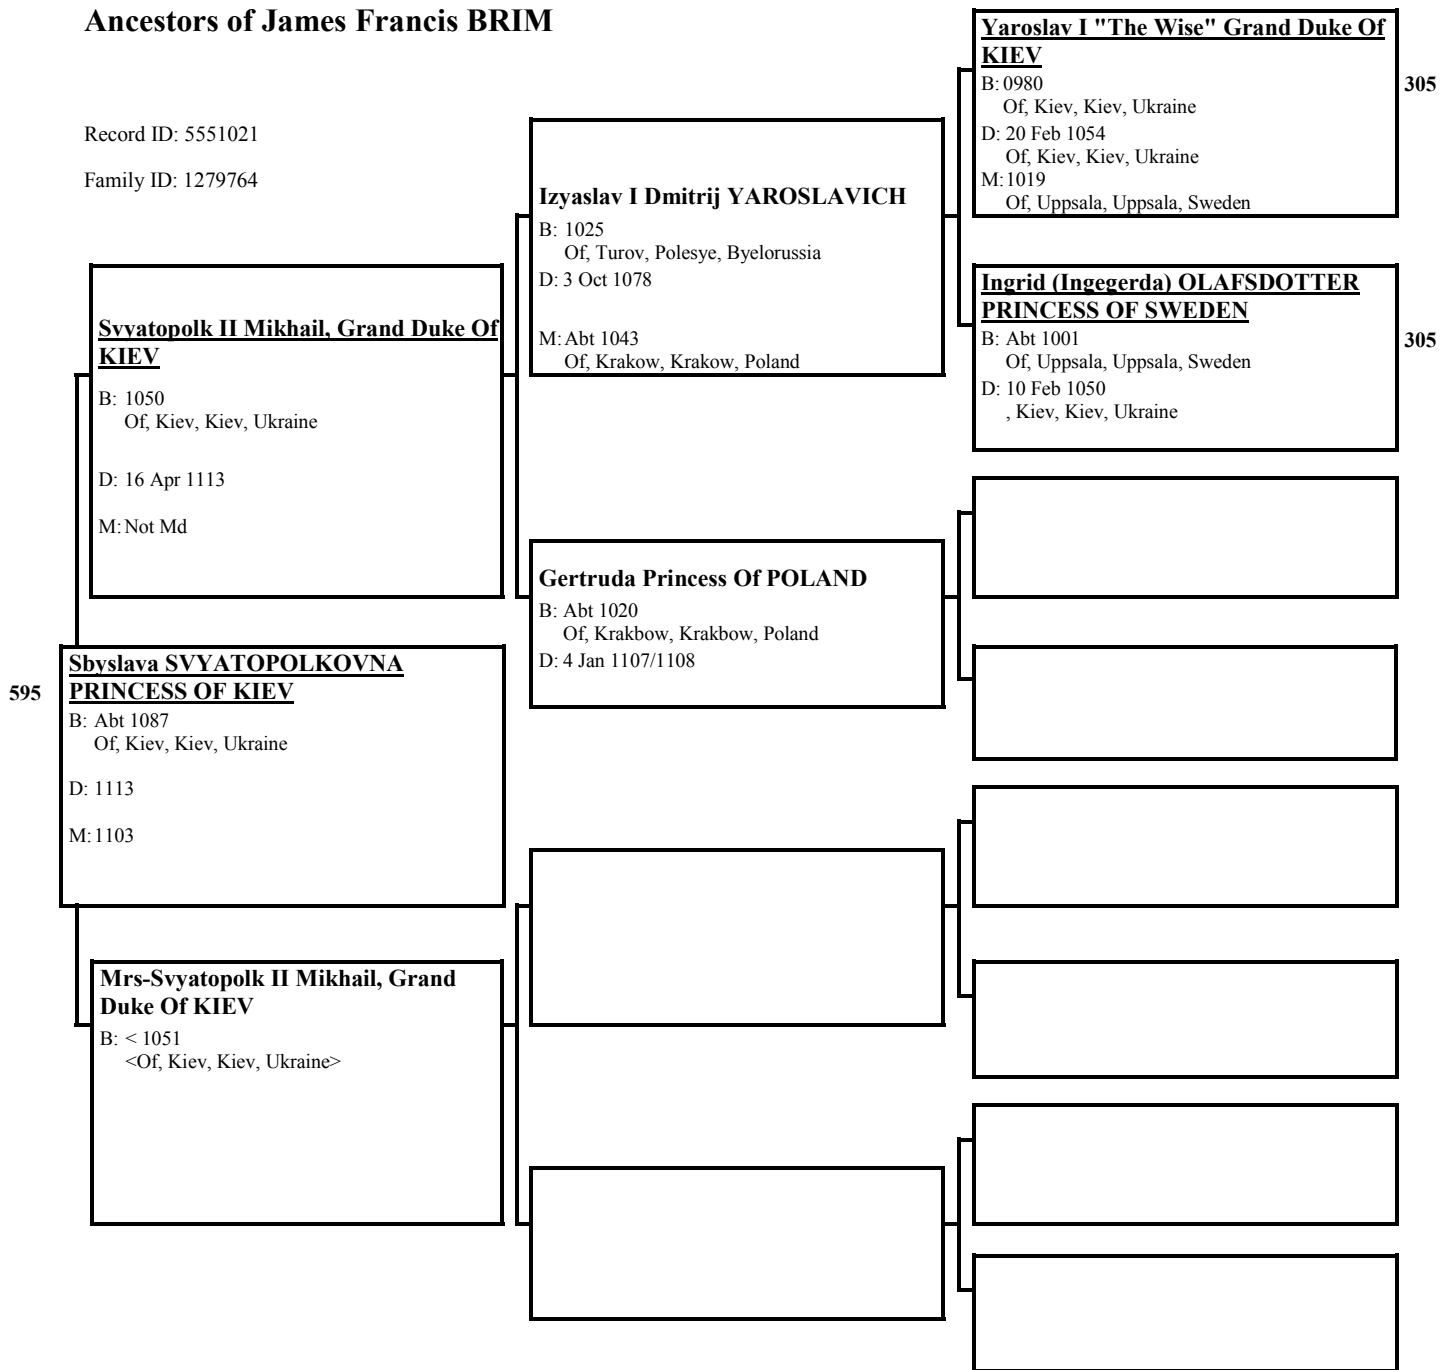 Ancestors of James Francis BRIM
Record ID: 5551021
Family ID: 1279764
595
Sbyslava SVYATOPOLKOVNA
PRINCESS OF KIEV
B: Abt 1087
Of, Kiev, Kiev, Ukraine
D: 1113
M: 1103
Svyatopolk II Mikhail, Grand Duke Of
KIEV
B: 1050
Of, Kiev, Kiev, Ukraine
D: 16 Apr 1113
M: Not Md
Mrs-Svyatopolk II Mikhail, Grand
Duke Of KIEV
B: < 1051
<Of, Kiev, Kiev, Ukraine>
Izyaslav I Dmitrij YAROSLAVICH
B: 1025
Of, Turov, Polesye, Byelorussia
D: 3 Oct 1078
M: Abt 1043
Of, Krakow, Krakow, Poland
Gertruda Princess Of POLAND
B: Abt 1020
Of, Krakbow, Krakbow, Poland
D: 4 Jan 1107/1108
Yaroslav I "The Wise" Grand Duke Of
KIEV
B: 0980
Of, Kiev, Kiev, Ukraine
D: 20 Feb 1054
Of, Kiev, Kiev, Ukraine
M: 1019
Of, Uppsala, Uppsala, Sweden
305
Ingrid (Ingegerda) OLAFSDOTTER
PRINCESS OF SWEDEN
B: Abt 1001
Of, Uppsala, Uppsala, Sweden
D: 10 Feb 1050
, Kiev, Kiev, Ukraine
305